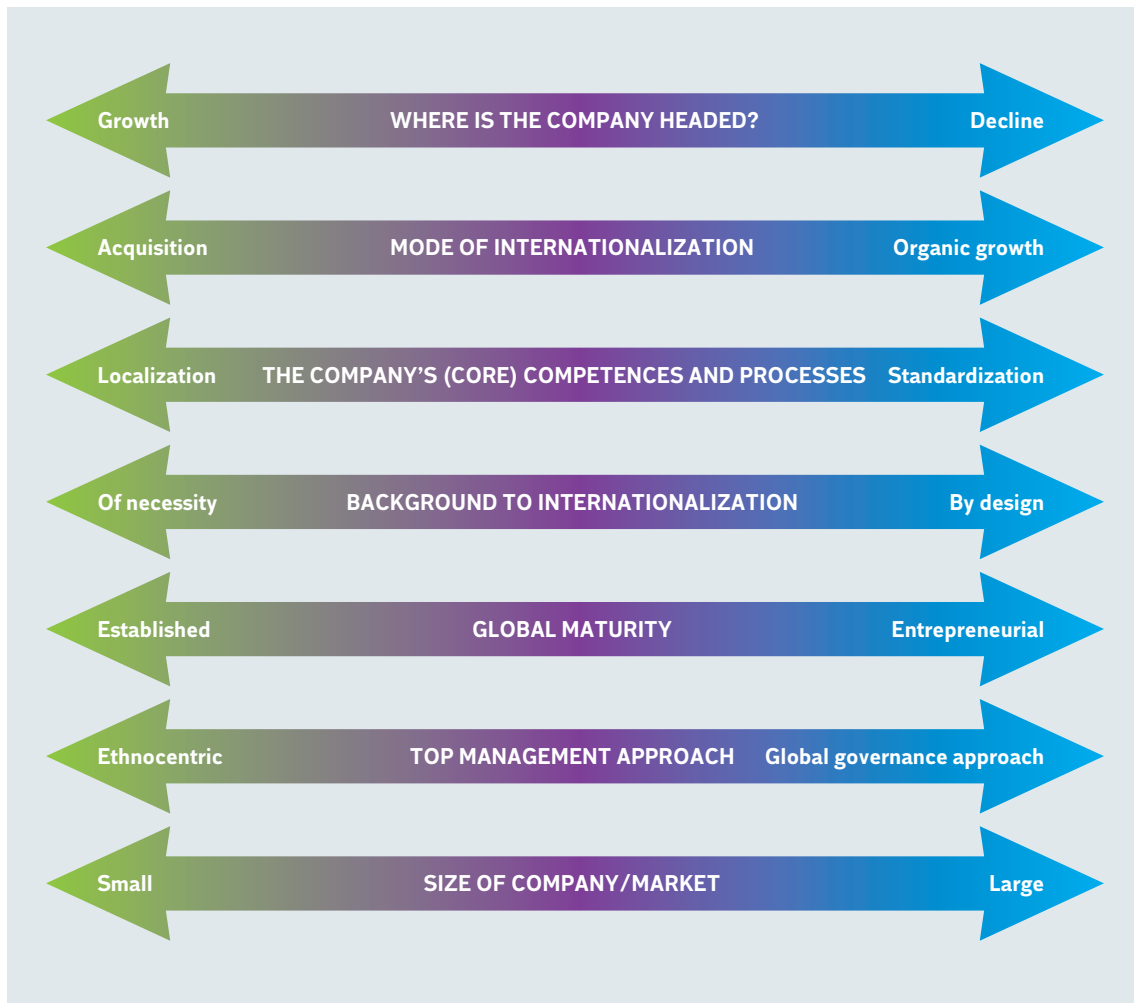 Growth WHERE IS THE COMPANY HEADED? Decline
Acquisition MODE OF INTERNATIONALIZATION Organic growth
Localization THE COMPANY’S (CORE) COMPETENCES AND PROCESSES Standardization
Of necessity BACKGROUND TO INTERNATIONALIZATION By design
Established GLOBAL MATURITY Entrepreneurial
Ethnocentric TOP MANAGEMENT APPROACH Global governance approach
Small SIZE OF COMPANY/MARKET Large